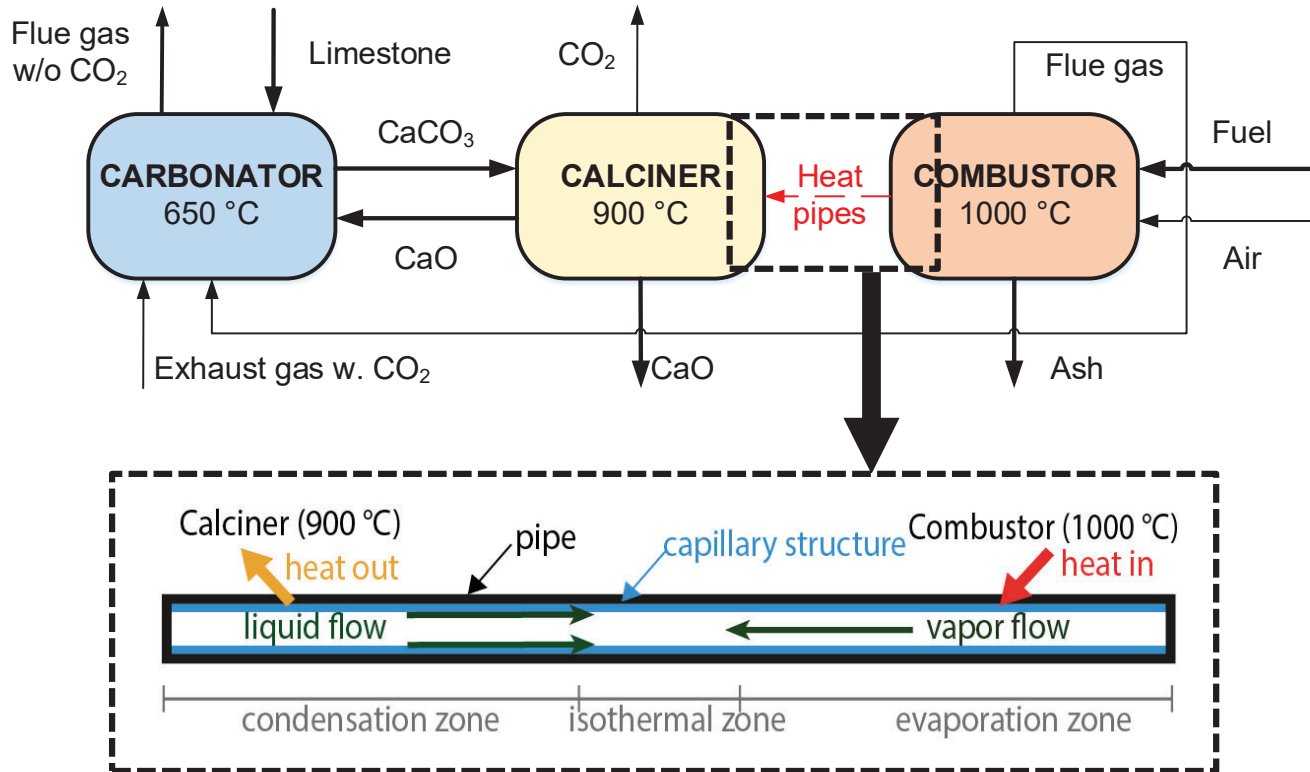 Flue gas
w/o CO₂
Limestone
CO₂
Flue gas
CaCO₃
Fuel
CARBONATOR
650 °C
CALCINER
900 °C
Heat
pipes
COMBUSTOR
1000 °C
CaO
Air
Exhaust gas w. CO₂
CaO
Ash
Calciner (900 °C)
pipe
capillary structure
Combustor (1000 °C)
heat out
heat in
liquid flow
vapor flow
condensation zone
isothermal zone
evaporation zone